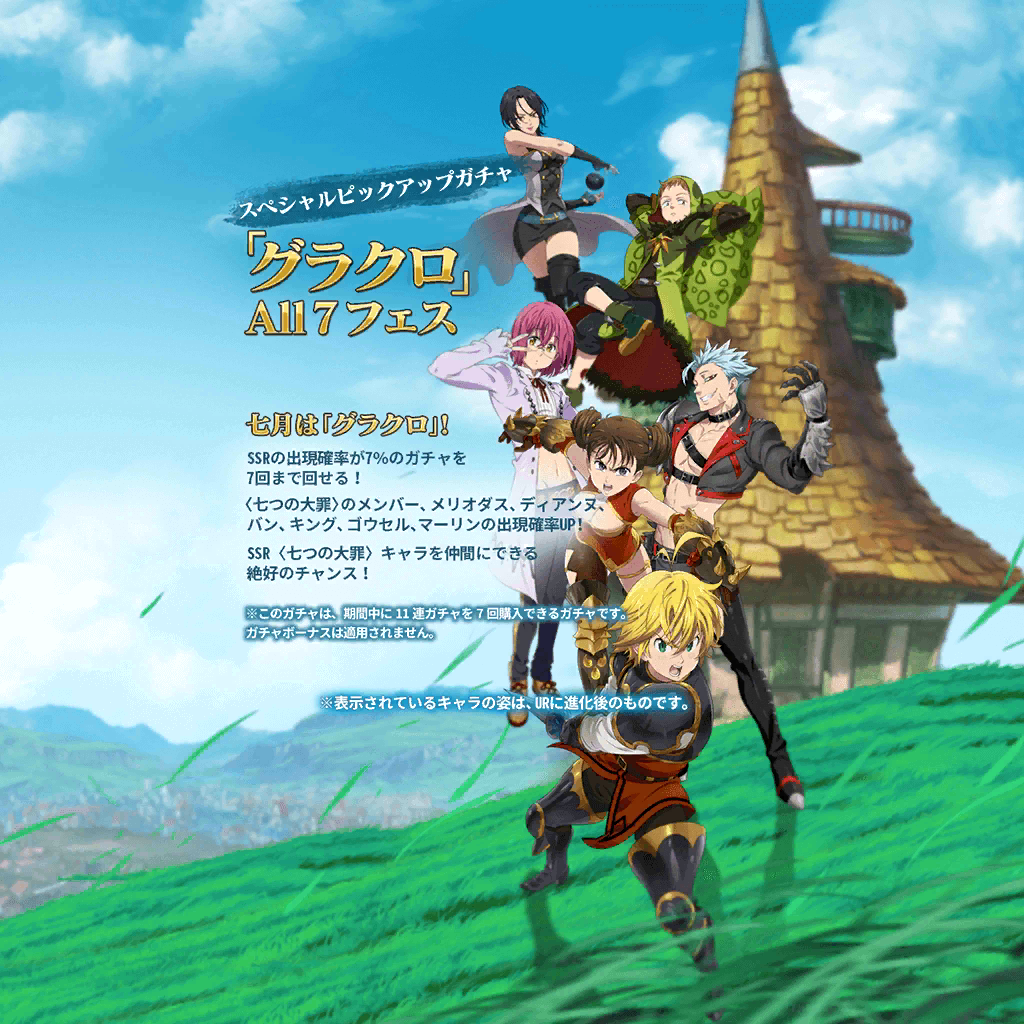 スペシャルピックアップガチャ
「グラクロ」
All 7 フェス
七月は「グラクロ」!
SSRの出現確率が7%のガチャを
7回まで回せる！
〈七つの大罪〉のメンバー、メリオダス、ディアンヌ、
バン、キング、ゴウセル、マーリンの出現確率UP!
SSR〈七つの大罪〉キャラを仲間にできる
絶好のチャンス！
※このガチャは、期間中に 11 連ガチャを 7 回購入できるガチャです。
ガチャボーナスは適用されません。
※表示されているキャラの姿は、URに進化後のものです。